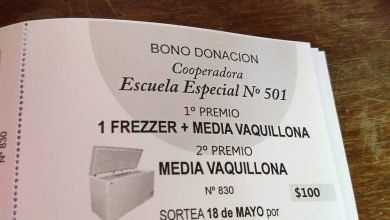 BONO DONACION
Cooperadora
Escuela Especial Nº 501
1º PREMIO
1 FREZZER + MEDIA VAQUILLONA
2º PREMIO
MEDIA VAQUILLONA
Nº 830
$100
SORTEA 18 de MAYO por
Nº 830